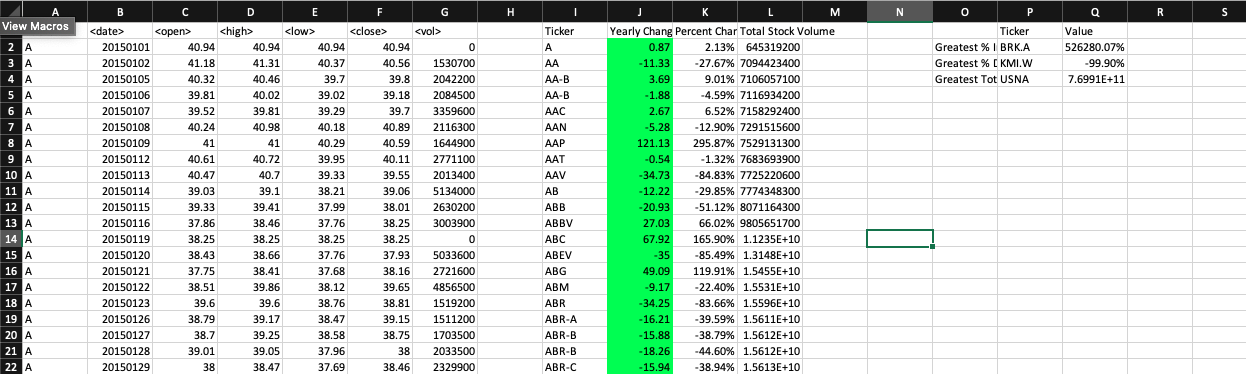 A B C D E F G H I J K L M N O P Q R S
View Macros <date> <open> <high> <low> <close> <vol> Ticker Yearly Chang Percent Char Total Stock Volume Ticker Value
2 A 20150101 40.94 40.94 40.94 40.94 0 A 0.87 2.13% 645319200 Greatest % I BRK.A 526280.07%
3 A 20150102 41.18 41.31 40.37 40.56 1530700 AA -11.33 -27.67% 7094423400 Greatest % D KMI.W -99.90%
4 A 20150105 40.32 40.46 39.7 39.8 2042200 AA-B 3.69 9.01% 7106057100 Greatest Tot USNA 7.6991E+11
5 A 20150106 39.81 40.02 39.02 39.18 2084500 AA-B -1.88 -4.59% 7116934200
6 A 20150107 39.52 39.81 39.29 39.7 3359600 AAC 2.67 6.52% 7158292400
7 A 20150108 40.24 40.98 40.18 40.89 2116300 AAN -5.28 -12.90% 7291515600
8 A 20150109 41 41 40.29 40.59 1644900 AAP 121.13 295.87% 7529131300
9 A 20150112 40.61 40.72 39.95 40.11 2771100 AAT -0.54 -1.32% 7683693900
10 A 20150113 40.47 40.7 39.33 39.55 2013400 AAV -34.73 -84.83% 7725220600
11 A 20150114 39.03 39.1 38.21 39.06 5134000 AB -12.22 -29.85% 7774348300
12 A 20150115 39.33 39.41 37.99 38.01 2630200 ABB -20.93 -51.12% 8071164300
13 A 20150116 37.86 38.46 37.76 38.25 3003900 ABBV 27.03 66.02% 9805651700
14 A 20150119 38.25 38.25 38.25 38.25 0 ABC 67.92 165.90% 1.1235E+10
15 A 20150120 38.43 38.66 37.76 37.93 5033600 ABEV -35 -85.49% 1.3148E+10
16 A 20150121 37.75 38.41 37.68 38.16 2721600 ABG 49.09 119.91% 1.5455E+10
17 A 20150122 38.51 39.86 38.12 39.65 4856500 ABM -9.17 -22.40% 1.5531E+10
18 A 20150123 39.6 39.6 38.76 38.81 1519200 ABR -34.25 -83.66% 1.5596E+10
19 A 20150126 38.79 39.17 38.47 39.15 1511200 ABR-A -16.21 -39.59% 1.5611E+10
20 A 20150127 38.7 39.25 38.58 38.75 1703500 ABR-B -15.88 -38.79% 1.5612E+10
21 A 20150128 39.01 39.05 37.96 38 2033500 ABR-B -18.26 -44.60% 1.5612E+10
22 A 20150129 38 38.47 37.69 38.46 2329900 ABR-C -15.94 -38.94% 1.5613E+10